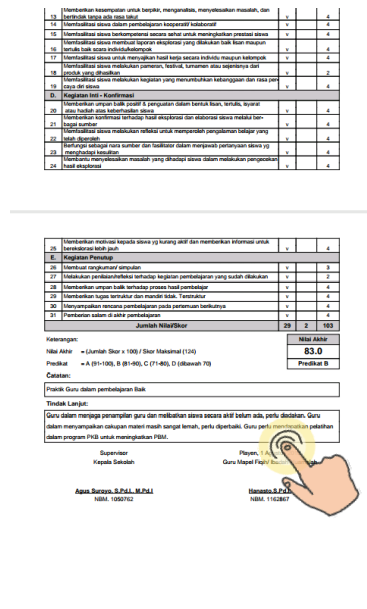 Memberikan kesempatan untuk berpikir, menganalisis, menyelesaikan masalah, dan
13 bertindak tanpa ada rasa takut v 4
14 Memfasilitasi siswa dalam pembelajaran kooperatif kolaboratif v 4
15 Memfasilitasi siswa berkompetensi secara sehat untuk meningkatkan prestasi siswa v 4
Memfasilitasi siswa membuat laporan eksplorasi yang dilakukan baik lisan maupun
16 tertulis baik scara individu/kelompok v 4
17 Memfasilitasi siswa untuk menyajikan hasil kerja secara individu maupun kelompok v 4
Memfasilitasi siswa melakukan pameran, festival, turnamen atau sejenisnya dari
18 produk yang dihasilkan v 2
Memfasilitasi siswa melakukan kegiatan yang menumbuhkan kebanggaan dan rasa per-
19 caya diri siswa v 4
D. Kegiatan Inti - Konfirmasi
Memberikan umpan balik positif & penguatan dalam bentuk lisan, tertulis, isyarat
20 atau hadiah atas keberhasilan siswa v 4
Memberikan konfirmasi terhadap hasil eksplorasi dan elaborasi siswa melalui ber-
21 bagai sumber v 4
Memfasilitasi siswa melakukan refleksi untuk memperoleh pengalaman belajar yang
22 telah diperoleh v 4
Berfungsi sebagai nara sumber dan fasilitator dalam menjawab pertanyaan siswa yg
23 menghadapi kesulitan v 4
Membantu menyelesaikan masalah yang dihadapi siswa dalam melakukan pengecekan
24 hasil eksplorasi v 4
Memberikan motivasi kepada siswa yg kurang aktif dan memberikan informasi untuk
25 berekslorasi lebih jauh v 4
E. Kegiatan Penutup
26 Membuat rangkuman/ simpulan v 3
27 Melakukan penilaian/refleksi terhadap kegiatan pembelajaran yang sudah dilakukan v 2
28 Memberikan umpan balik terhadap proses hasil pembelajar v 4
29 Memberikan tugas terstruktur dan mandiri tidak. Terstruktur v 4
30 Menyampaikan rencana pembelajaran pada pertemuan berikutnya v 4
31 Pemberian salam di akhir pembelajaran v 4
Jumlah Nilai/Skor 29 2 103
Keterangan: Nilai Akhir
Nilai Akhir = (Jumlah Skor x 100) / Skor Maksimal (124) 83.0
Predikat = A (91-100), B (81-90), C (71-80), D (dibawah 70) Predikat B
Catatan:
Praktik Guru dalam pembelajaran Baik
Tindak Lanjut:
Guru dalam menjaga penampilan guru dan melibatkan siswa secara aktif belum ada, perlu diadakan. Guru
dalam menyampaikan cakupan materi masih sangat lemah, perlu diperbaiki. Guru perlu memfasilitasi pelatihan
dalam program PKB untuk meningkatkan PBM.
Supervisor Playen, 1
Kepala Sekolah Guru Mapel Fiqih/
Agus Suroyo, S.Pd.I., M.Pd.I Hanasto.S.Pd.I
NBM. 1050762 NBM. 1162867